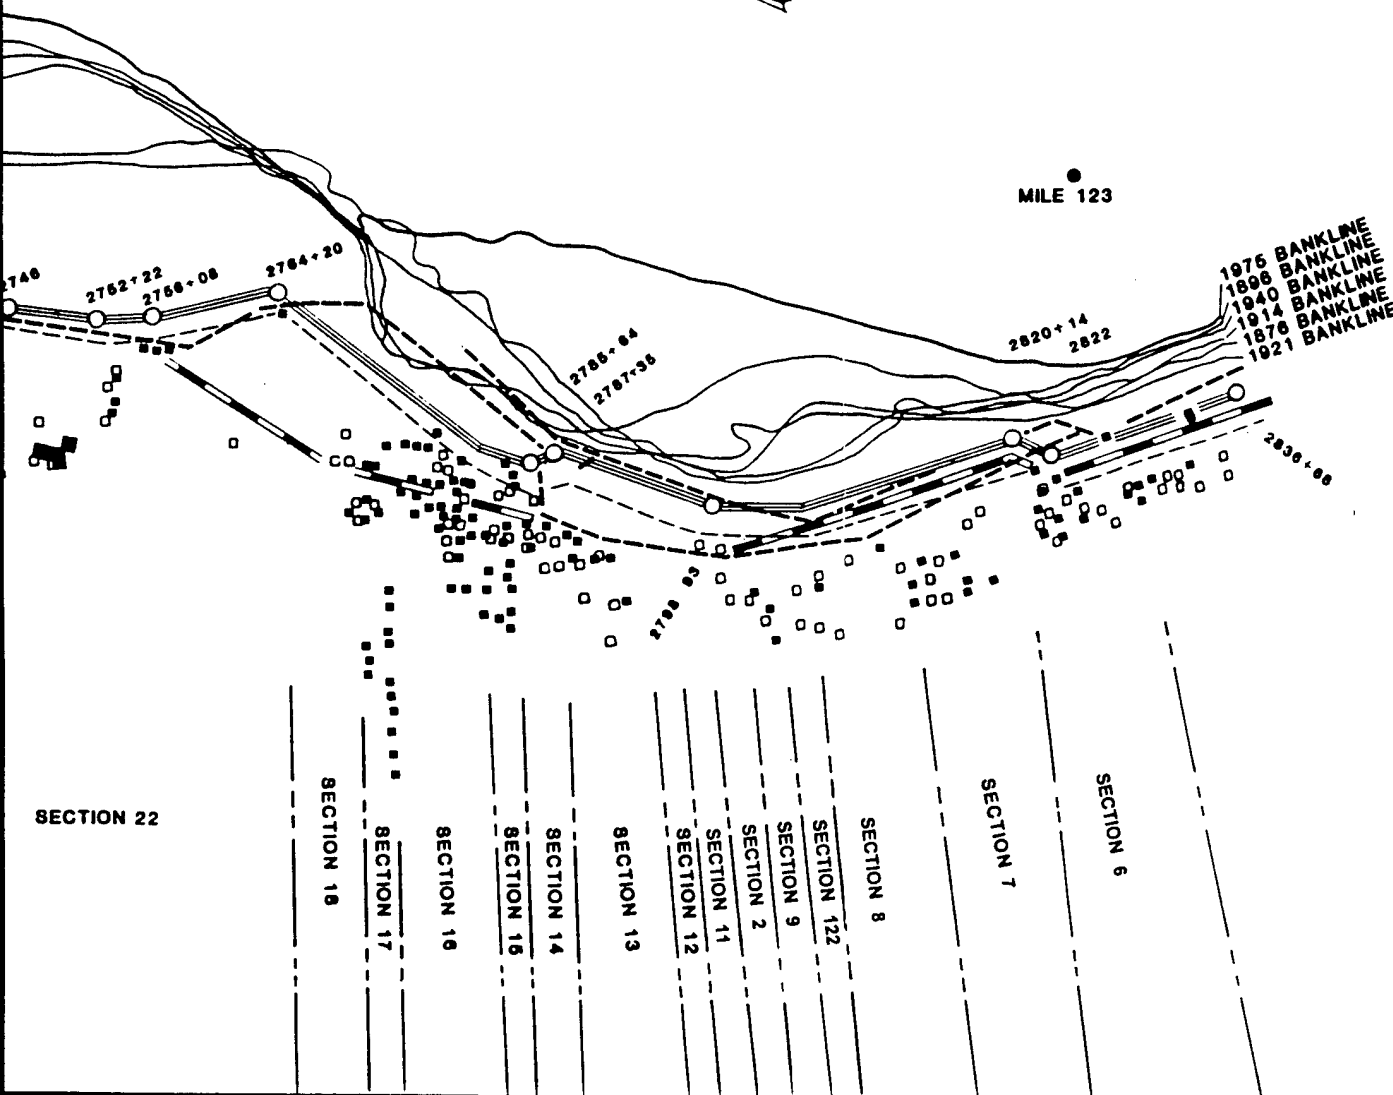 MILE 123
1975 BANKLINE
1896 BANKLINE
1940 BANKLINE
1914 BANKLINE
1876 BANKLINE
1921 BANKLINE
2746
2752+22
2756+08
2764+20
2785+64
2787+35
2820+14
2822
2836+66
2798 93
SECTION 22
SECTION 18
SECTION 17
SECTION 16
SECTION 15
SECTION 14
SECTION 13
SECTION 12
SECTION 11
SECTION 2
SECTION 9
SECTION 122
SECTION 8
SECTION 7
SECTION 6